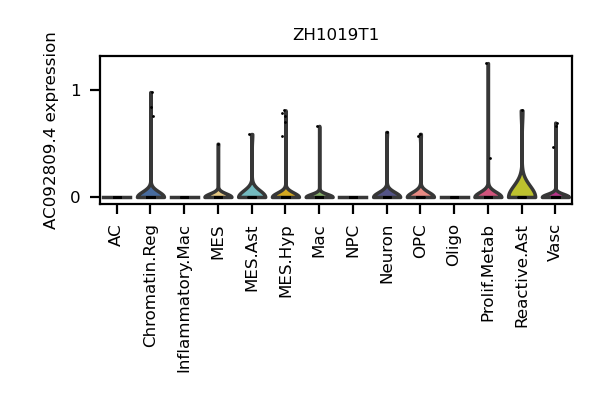 ZH1019T1
AC092809.4 expression
1
0
AC
Chromatin.Reg
Inflammatory.Mac
MES
MES.Ast
MES.Hyp
Mac
NPC
Neuron
OPC
Oligo
Prolif.Metab
Reactive.Ast
Vasc